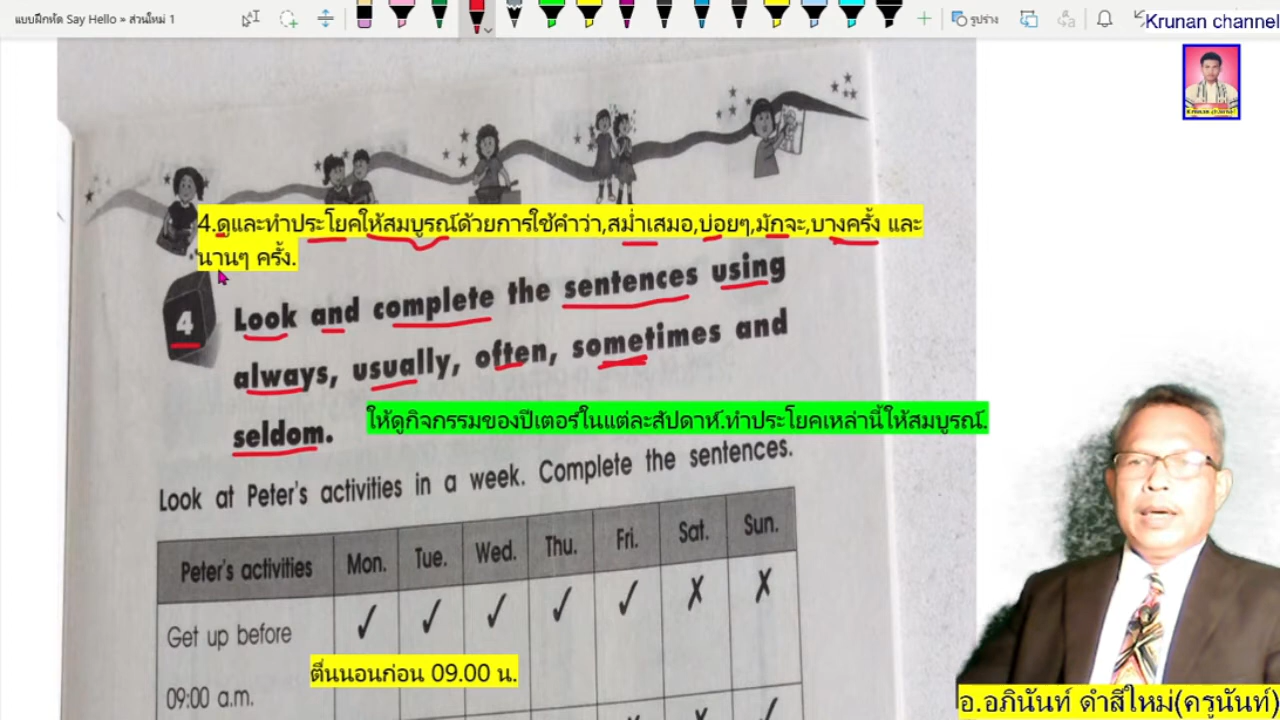 แบบฝึกหัด Say Hello » ส่วนใหม่ 1
รูปร่าง
Krunan channel
4.ดูและทำประโยคให้สมบูรณ์ด้วยการใช้คำว่า,สม่ำเสมอ,บ่อยๆ,มักจะ,บางครั้ง และ
นานๆ ครั้ง.
4
Look and complete the sentences using
always, usually, often, sometimes and
seldom.
ให้ดูกิจกรรมของปีเตอร์ในแต่ละสัปดาห์.ทำประโยคเหล่านี้ให้สมบูรณ์.
Look at Peter's activities in a week. Complete the sentences.
Peter's activities Mon. Tue. Wed. Thu. Fri. Sat. Sun.
Get up before ✓ ✓ ✓ ✓ ✓ ✗ ✗
09:00 a.m.
ตื่นนอนก่อน 09.00 น.
อ.อภินันท์ ดำสีใหม่(ครูนันท์)